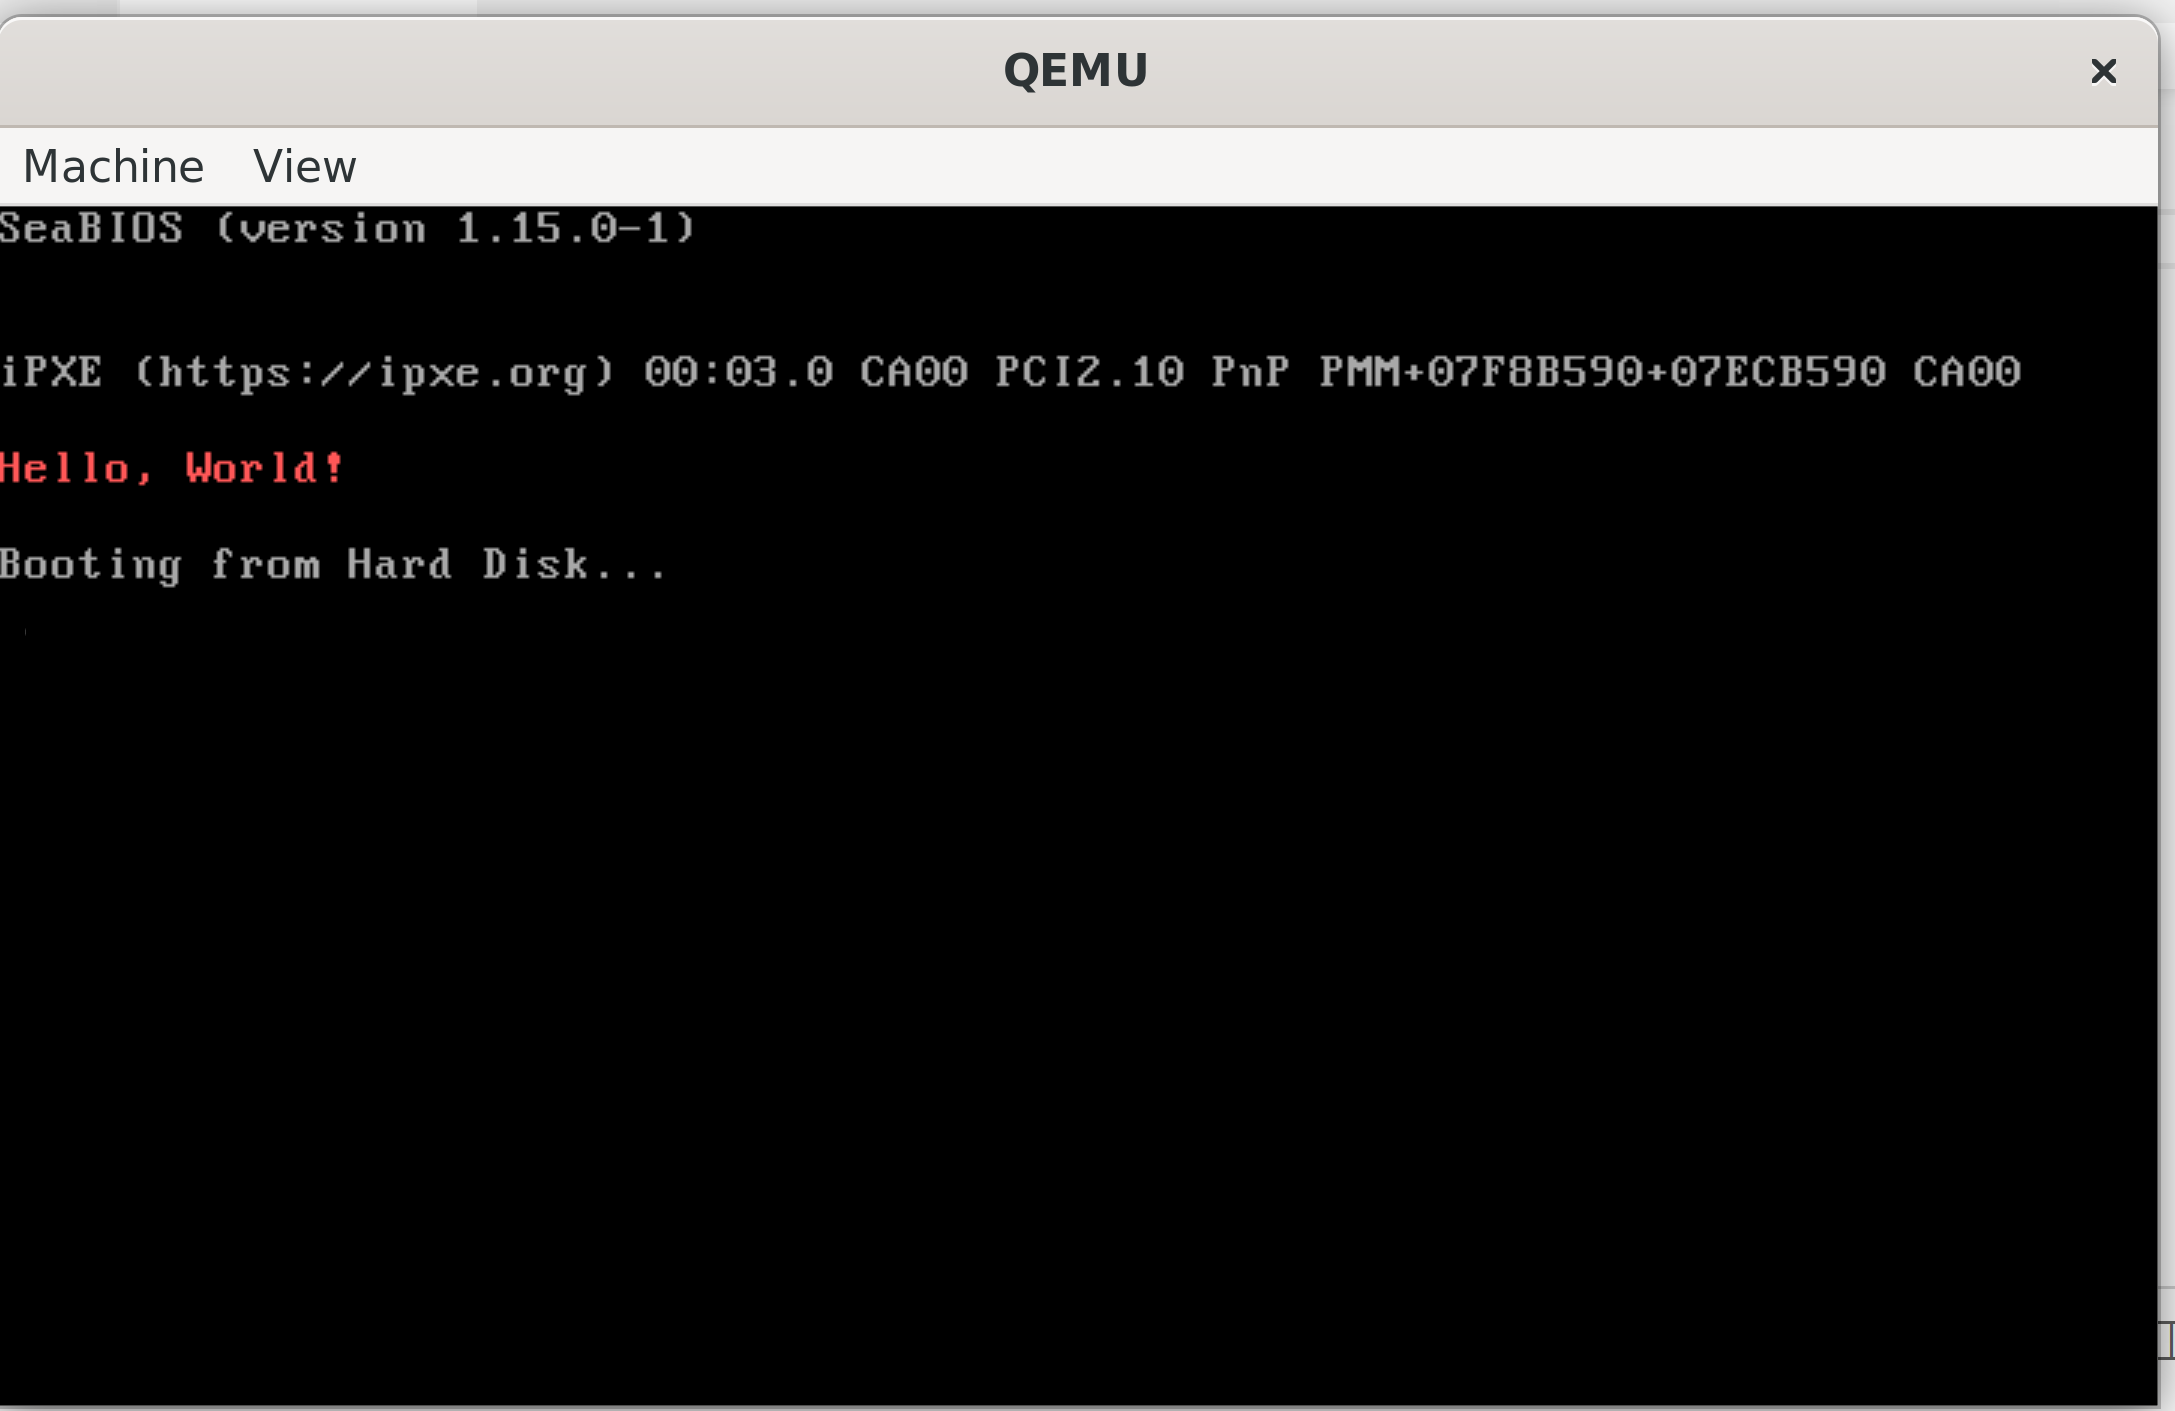 QEMU
Machine View
SeaBIOS (version 1.15.0-1)
iPXE (https://ipxe.org) 00:03.0 CA00 PCI2.10 PnP PMM+07F8B590+07ECB590 CA00
Hello, World!
Booting from Hard Disk...